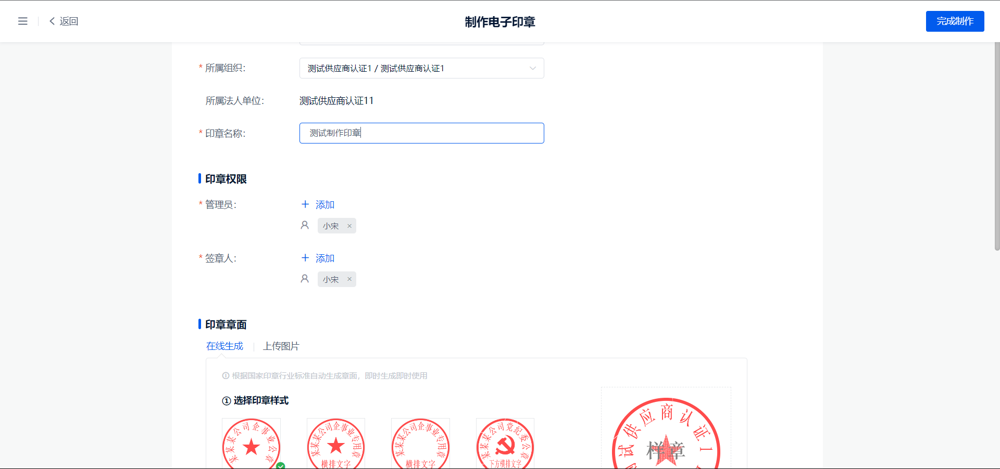 返回
制作电子印章
完成制作
* 所属组织：
测试供应商认证1 / 测试供应商认证1
所属法人单位：
测试供应商认证11
* 印章名称：
测试制作印章
印章权限
* 管理员：
添加
小宋
* 签章人：
添加
小宋
印章章面
在线生成
上传图片
根据国家印章行业标准自动生成章面，即时生成即时使用
① 选择印章样式
某某某公司企事业公章
某某某公司企事业专用章
横排文字
某某某公司企事业专用章
横排文字
某某某公司党纪委公章
下方横排文字
测试供应商认证1
样章